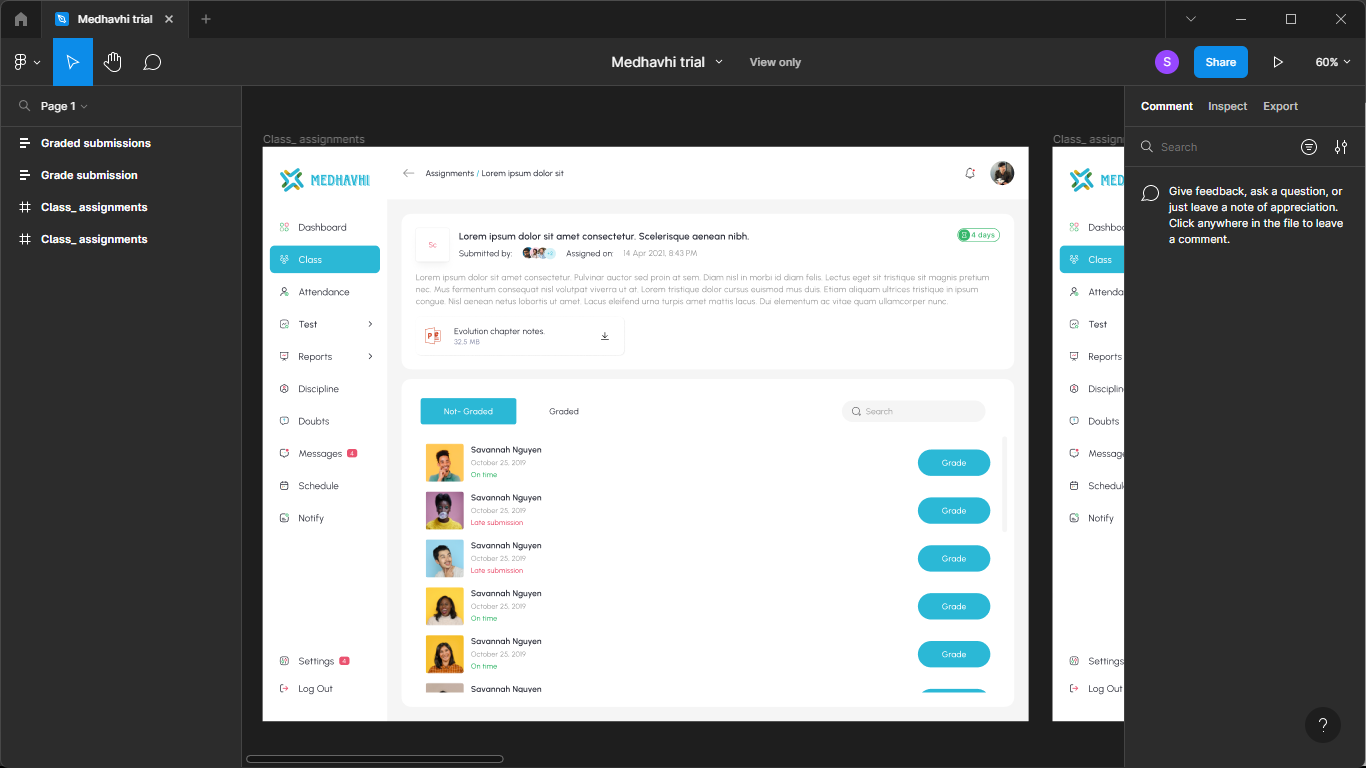 Medhavhi trial
Medhavhi trial
View only
S
Share
60%
Page 1
Graded submissions
Grade submission
Class_ assignments
Class_ assignments
Class_ assignments
MEDHAVHI
Dashboard
Class
Attendance
Test
Reports
Discipline
Doubts
Messages 4
Schedule
Notify
Settings 4
Log Out
Assignments / Lorem ipsum dolor sit
Sc
Lorem ipsum dolor sit amet consectetur. Scelerisque aenean nibh.
4 days
Submitted by:
Assigned on: 14 Apr 2021, 8:43 PM
Lorem ipsum dolor sit amet consectetur. Pulvinar auctor sed proin at sem. Diam nisl in morbi id diam felis. Lectus eget sit tristique sit magnis pretium
nec. Mus fermentum consequat nisl volutpat viverra ut at. Lorem tristique dolor cursus euismod mus duis. Etiam aliquam ultrices tristique in ipsum
congue. Nisl aenean netus lobortis ut amet. Lacus eleifend urna turpis amet mattis lacus. Dui elementum ac vitae quam ullamcorper nunc.
Evolution chapter notes.
32.5 MB
Not- Graded
Graded
Search
Savannah Nguyen
October 25, 2019
On time
Grade
Savannah Nguyen
October 25, 2019
Late submission
Grade
Savannah Nguyen
October 25, 2019
Late submission
Grade
Savannah Nguyen
October 25, 2019
On time
Grade
Savannah Nguyen
October 25, 2019
On time
Grade
Savannah Nguyen
Class_ assign
MED
Dashbo
Class
Attenda
Test
Reports
Discipline
Doubts
Messag
Schedul
Notify
Settings
Log Out
Comment
Inspect
Export
Search
Give feedback, ask a question, or
just leave a note of appreciation.
Click anywhere in the file to leave
a comment.
?